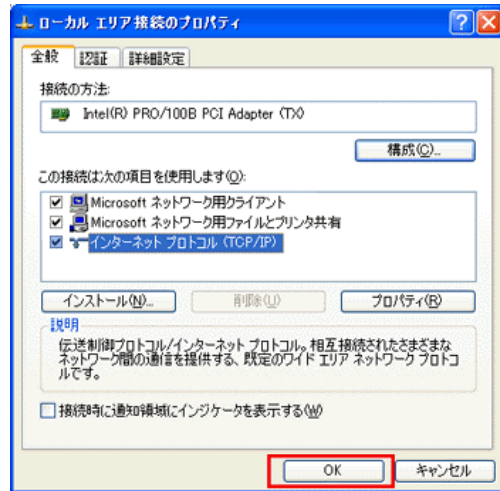 ローカル エリア接続のプロパティ
全般 認証 詳細設定
接続の方法:
Intel(R) PRO/100B PCI Adapter (TX)
構成(C)...
この接続は次の項目を使用します(O):
Microsoft ネットワーク用クライアント
Microsoft ネットワーク用ファイルとプリンタ共有
インターネット プロトコル (TCP/IP)
インストール(N)... 削除(U) プロパティ(R)
説明
伝送制御プロトコル/インターネット プロトコル。相互接続されたさまざまな
ネットワーク間の通信を提供する、既定のワイド エリア ネットワーク プロトコ
ルです。
接続時に通知領域にインジケータを表示する(W)
OK キャンセル